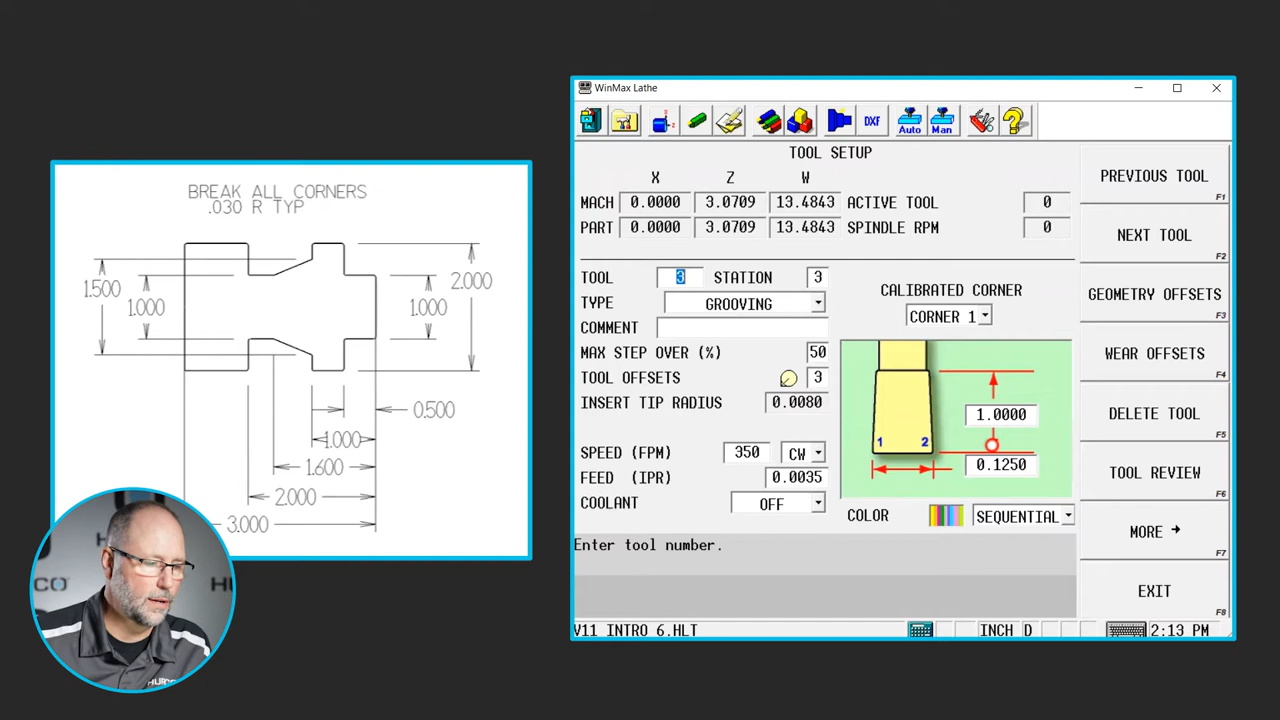 BREAK ALL CORNERS
.030 R TYP
1.500
1.000
1.000
2.000
0.500
1.000
1.600
2.000
3.000
WinMax Lathe
DXF
Auto
Man
TOOL SETUP
X Z W
MACH 0.0000 3.0709 13.4843 ACTIVE TOOL 0
PART 0.0000 3.0709 13.4843 SPINDLE RPM 0
TOOL 3 STATION 3
TYPE GROOVING
COMMENT
MAX STEP OVER (%) 50
TOOL OFFSETS 3
INSERT TIP RADIUS 0.0080
SPEED (FPM) 350 CW
FEED (IPR) 0.0035
COOLANT OFF
CALIBRATED CORNER
CORNER 1
1.0000
1 2
0.1250
COLOR SEQUENTIAL
Enter tool number.
PREVIOUS TOOL F1
NEXT TOOL F2
GEOMETRY OFFSETS F3
WEAR OFFSETS F4
DELETE TOOL F5
TOOL REVIEW F6
MORE → F7
EXIT F8
V11 INTRO 6.HLT INCH D 2:13 PM